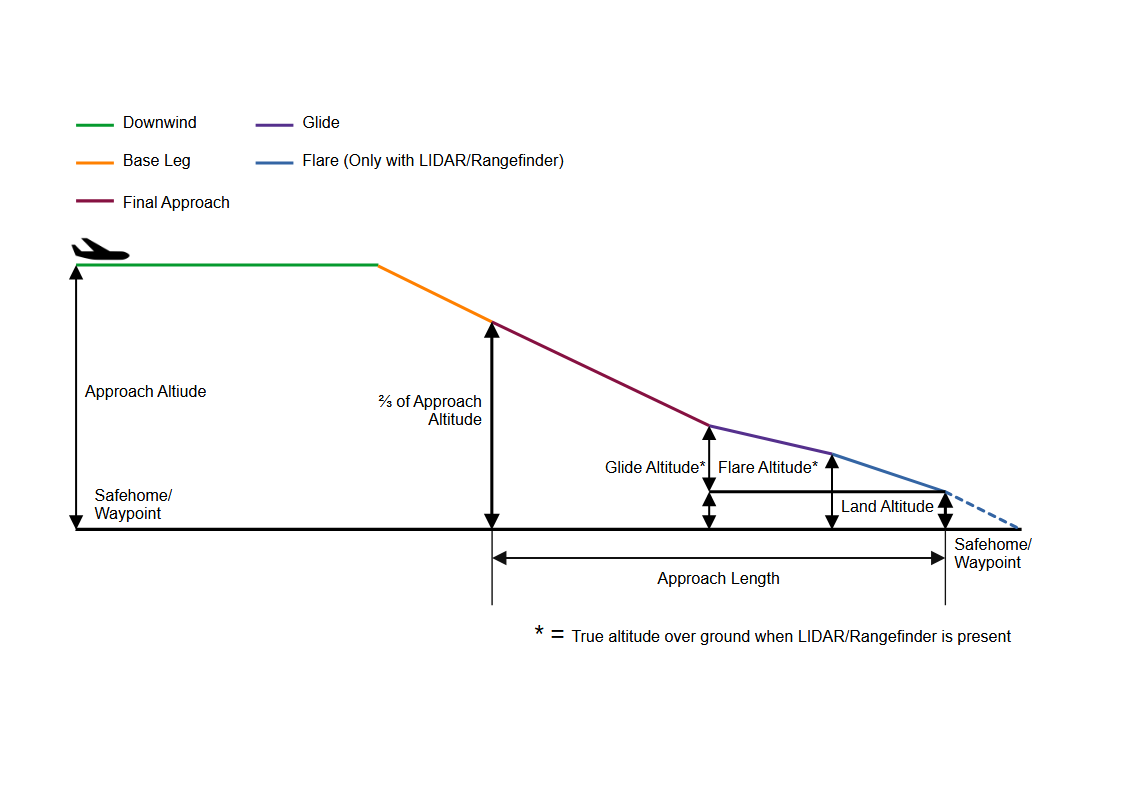 Downwind
Glide
Base Leg
Flare (Only with LIDAR/Rangefinder)
Final Approach
Approach Altiude
⅔ of Approach
Altitude
Glide Altitude*
Flare Altitude*
Safehome/
Waypoint
Land Altitude
Safehome/
Waypoint
Approach Length
* = True altitude over ground when LIDAR/Rangefinder is present